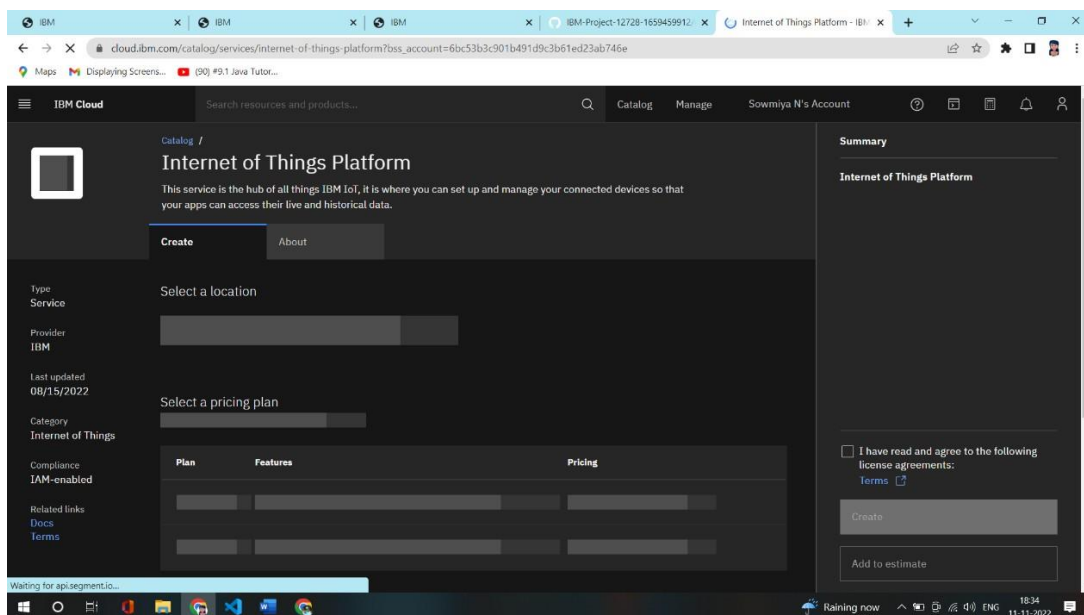 IBM
IBM
IBM
IBM-Project-12728-1659459912
Internet of Things Platform - IBM
cloud.ibm.com/catalog/services/internet-of-things-platform?bss_account=6bc53b3c901b491d9c3b61ed23ab746e
Maps
Displaying Screens...
(90) #9.1 Java Tutor...
IBM Cloud
Search resources and products...
Catalog
Manage
Sowmiya N's Account
Catalog /
Internet of Things Platform
This service is the hub of all things IBM IoT, it is where you can set up and manage your connected devices so that
your apps can access their live and historical data.
Create
About
Type
Service
Provider
IBM
Last updated
08/15/2022
Category
Internet of Things
Compliance
IAM-enabled
Related links
Docs
Terms
Select a location
Select a pricing plan
Plan Features Pricing
Summary
Internet of Things Platform
I have read and agree to the following
license agreements:
Terms
Create
Add to estimate
Waiting for api.segment.io...
Raining now
ENG
18:34
11-11-2022